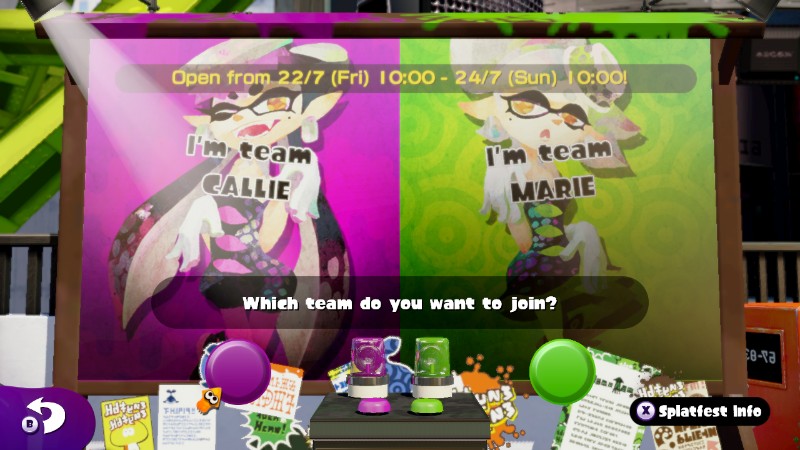 Open from 22/7 (Fri) 10:00 - 24/7 (Sun) 10:00!
I'm team
CALLIE
I'm team
MARIE
Which team do you want to join?
Here!
B
X Splatfest Info